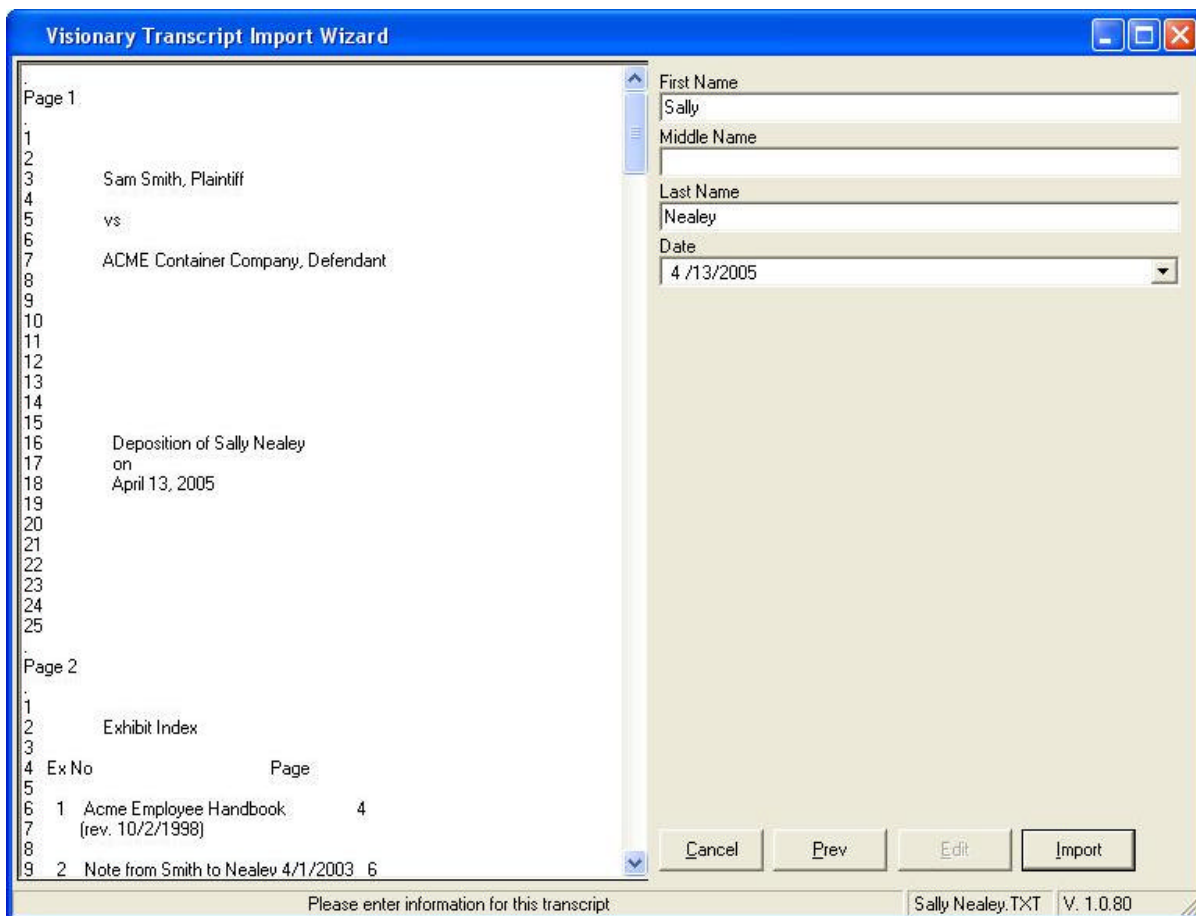 Visionary Transcript Import Wizard
.
Page 1
.
1
2
3 Sam Smith, Plaintiff
4
5 vs
6
7 ACME Container Company, Defendant
8
9
10
11
12
13
14
15
16 Deposition of Sally Nealey
17 on
18 April 13, 2005
19
20
21
22
23
24
25
.
Page 2
.
1
2 Exhibit Index
3
4 Ex No Page
5
6 1 Acme Employee Handbook 4
7 (rev. 10/2/1998)
8
9 2 Note from Smith to Nealey 4/1/2003 6
First Name
Sally
Middle Name
Last Name
Nealey
Date
4 /13/2005
Cancel Prev Edit Import
Please enter information for this transcript Sally Nealey.TXT V. 1.0.80